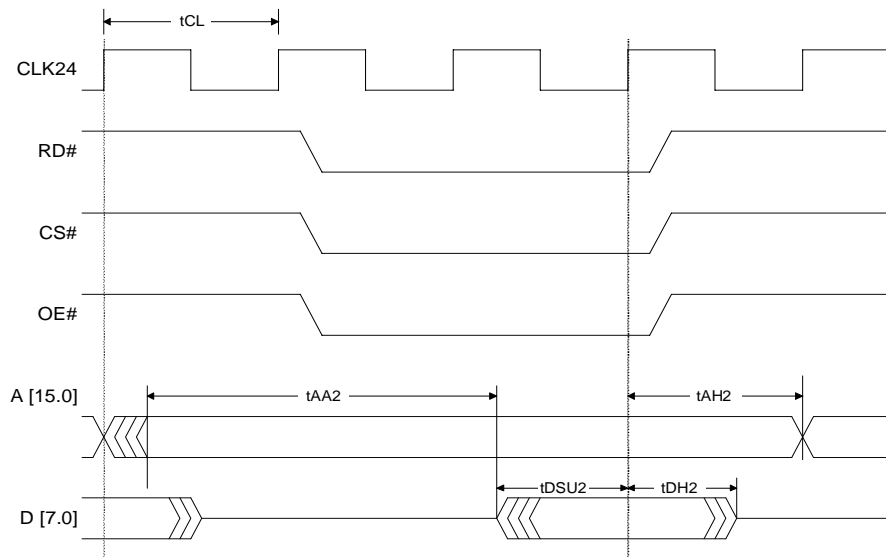 tCL
CLK24
RD#
CS#
OE#
A [15.0]
tAA2
tAH2
tDSU2
tDH2
D [7.0]